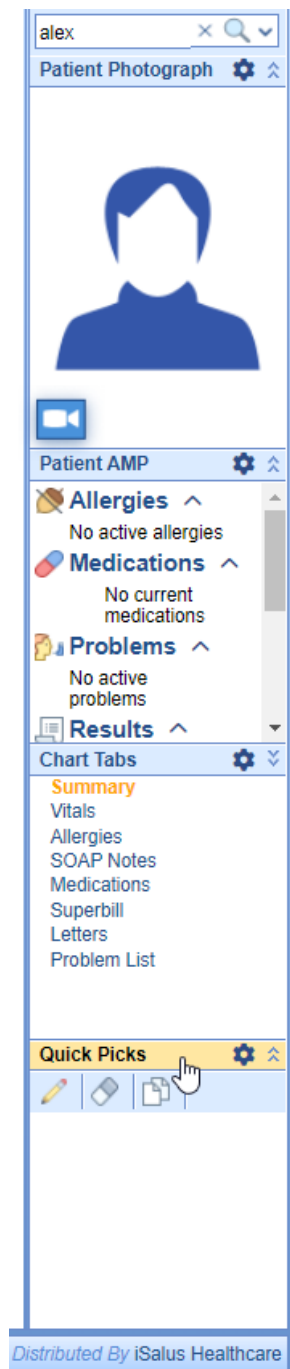 alex
Patient Photograph
Patient AMP
Allergies
No active allergies
Medications
No current
medications
Problems
No active
problems
Results
Chart Tabs
Summary
Vitals
Allergies
SOAP Notes
Medications
Superbill
Letters
Problem List
Quick Picks
Distributed By iSalus Healthcare